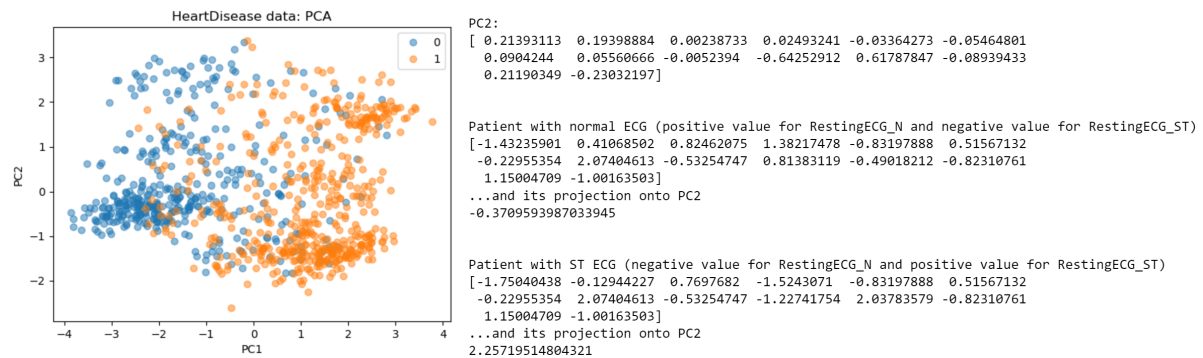 HeartDisease data: PCA
0
1
3
2
1
0
−1
−2
PC2
−4
−3
−2
−1
0
1
2
3
4
PC1
PC2:
[ 0.21393113 0.19398884 0.00238733 0.02493241 -0.03364273 -0.05464801
0.0904244 0.05560666 -0.0052394 -0.64252912 0.61787847 -0.08939433
0.21190349 -0.23032197]
Patient with normal ECG (positive value for RestingECG_N and negative value for RestingECG_ST)
[-1.43235901 0.41068502 0.82462075 1.38217478 -0.83197888 0.51567132
-0.22955354 2.07404613 -0.53254747 0.81383119 -0.49018212 -0.82310761
1.15004709 -1.00163503]
...and its projection onto PC2
-0.3709593987033945
Patient with ST ECG (negative value for RestingECG_N and positive value for RestingECG_ST)
[-1.75040438 -0.12944227 0.7697682 -1.5243071 -0.83197888 0.51567132
-0.22955354 2.07404613 -0.53254747 -1.22741754 2.03783579 -0.82310761
1.15004709 -1.00163503]
...and its projection onto PC2
2.25719514804321